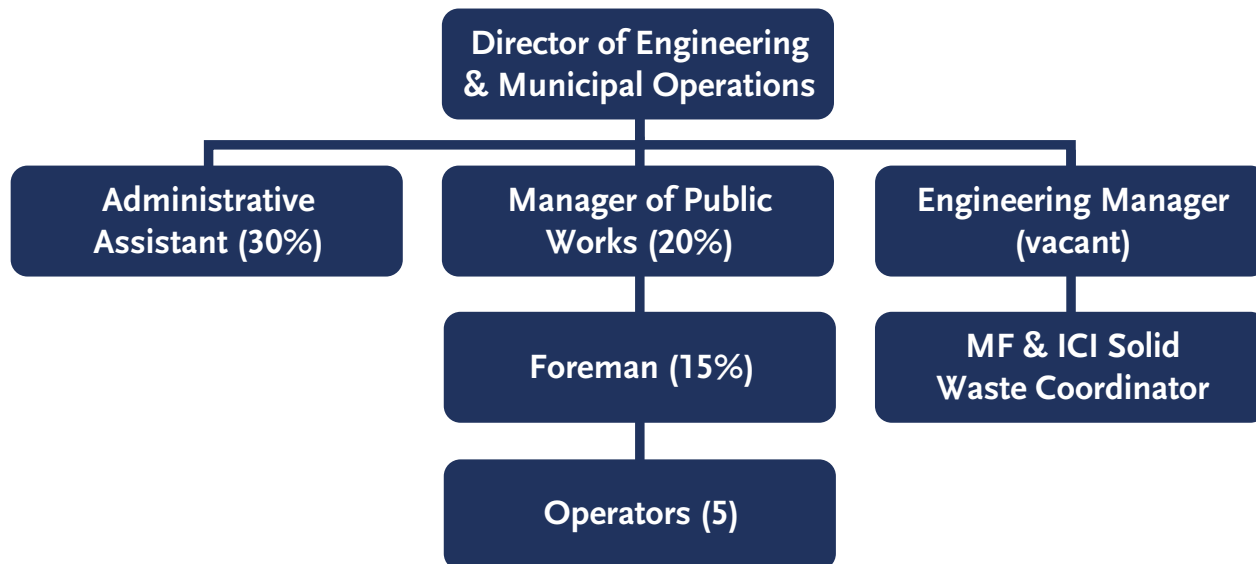 Director of Engineering
& Municipal Operations
Administrative
Assistant (30%)
Manager of Public
Works (20%)
Engineering Manager
(vacant)
Foreman (15%)
MF & ICI Solid
Waste Coordinator
Operators (5)